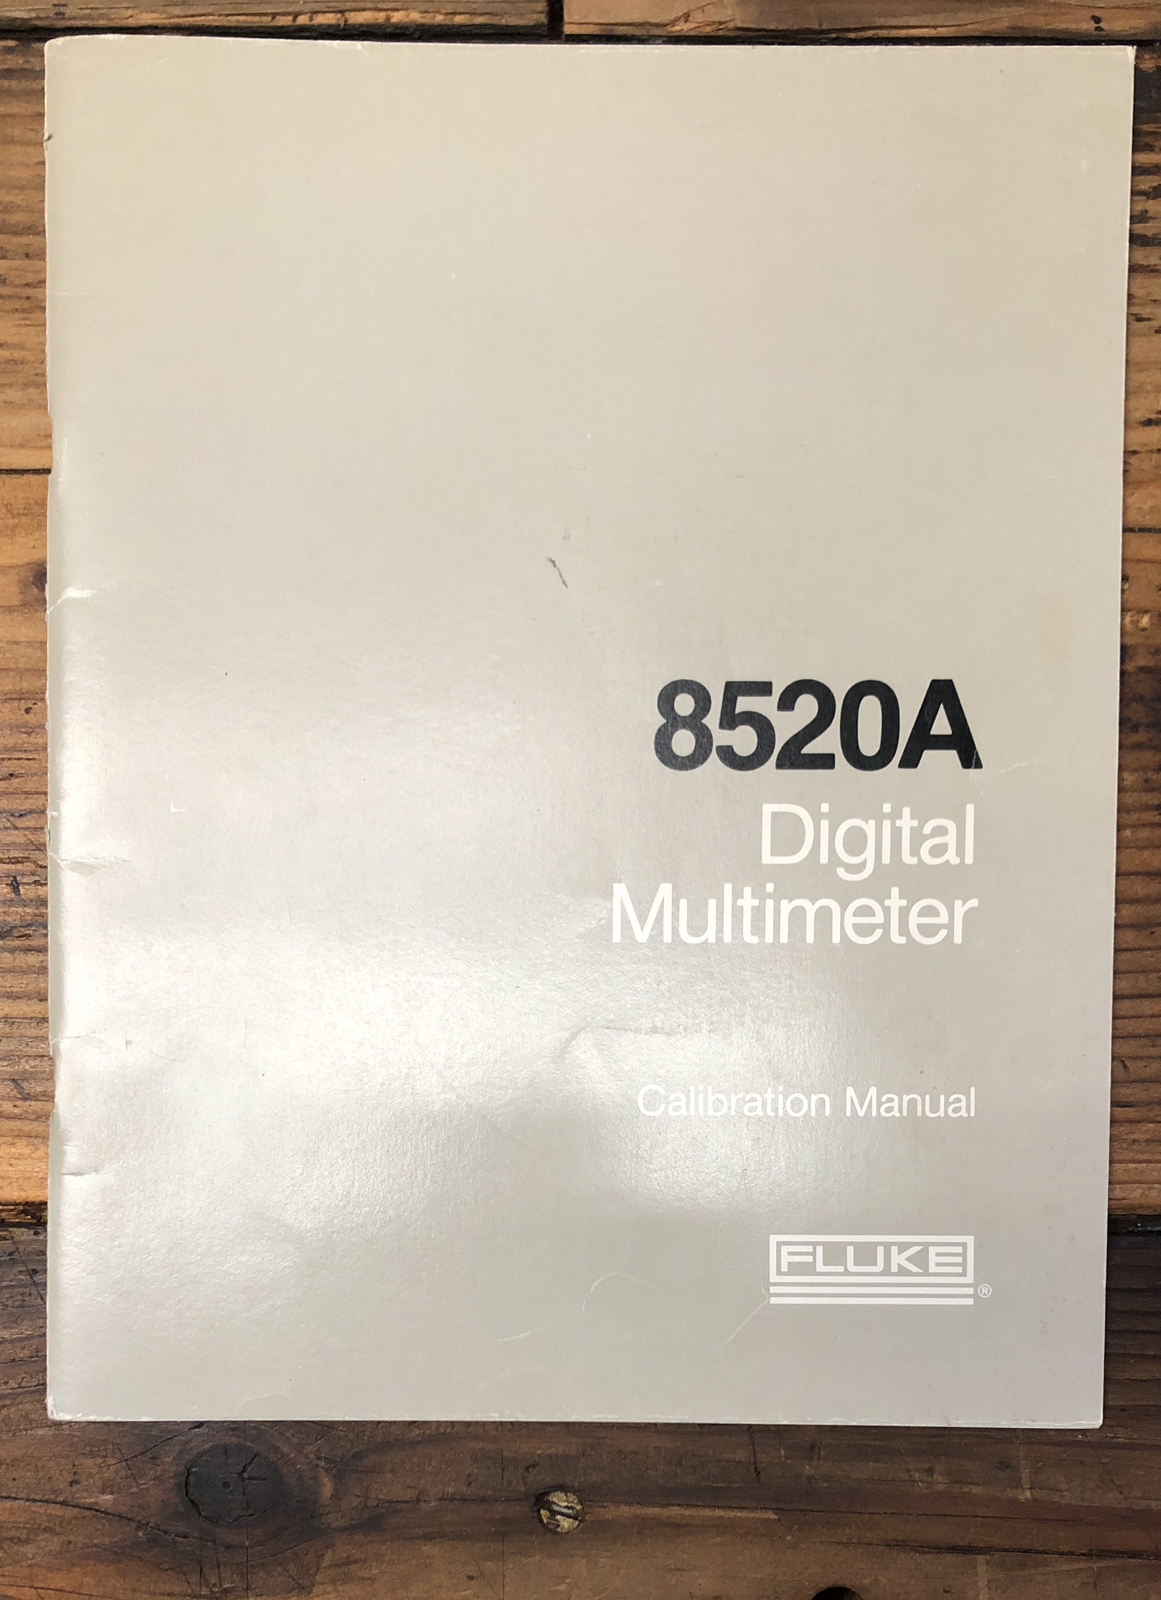 8520A
Digital
Multimeter
Calibration Manual
FLUKE
®